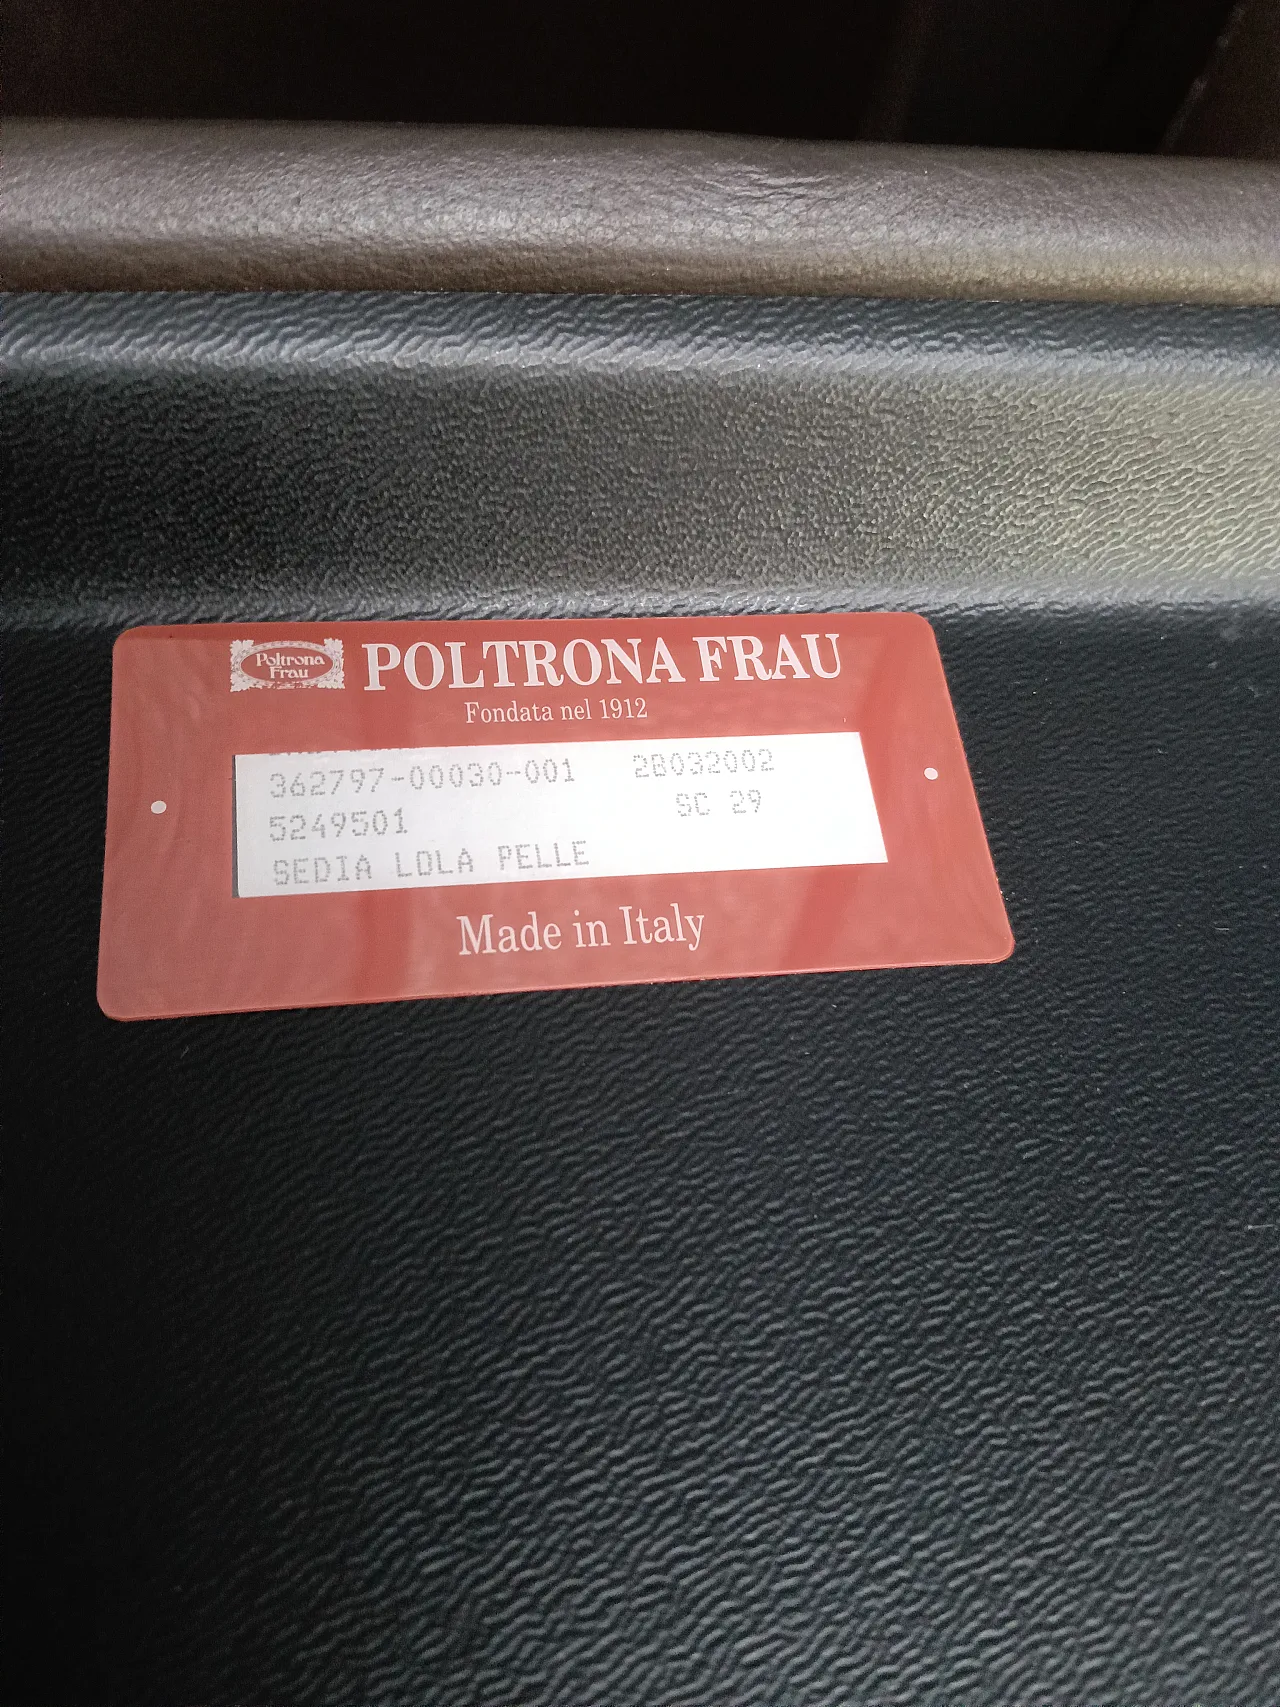 Poltrona
Frau
POLTRONA FRAU
Fondata nel 1912
362797-00030-001 28032002
5249501 SC 29
SEDIA LOLA PELLE
Made in Italy